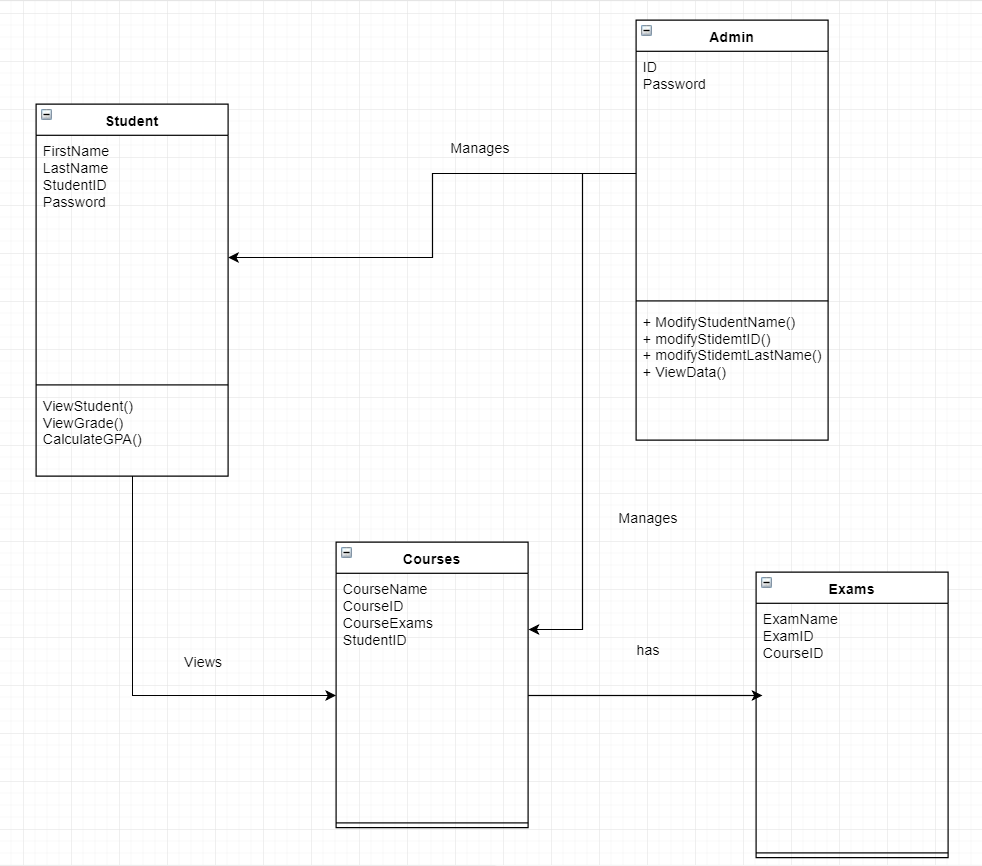 Admin
ID
Password
+ ModifyStudentName()
+ modifyStidemtID()
+ modifyStidemtLastName()
+ ViewData()
Student
FirstName
LastName
StudentID
Password
ViewStudent()
ViewGrade()
CalculateGPA()
Manages
Manages
Courses
CourseName
CourseID
CourseExams
StudentID
Views
has
Exams
ExamName
ExamID
CourseID